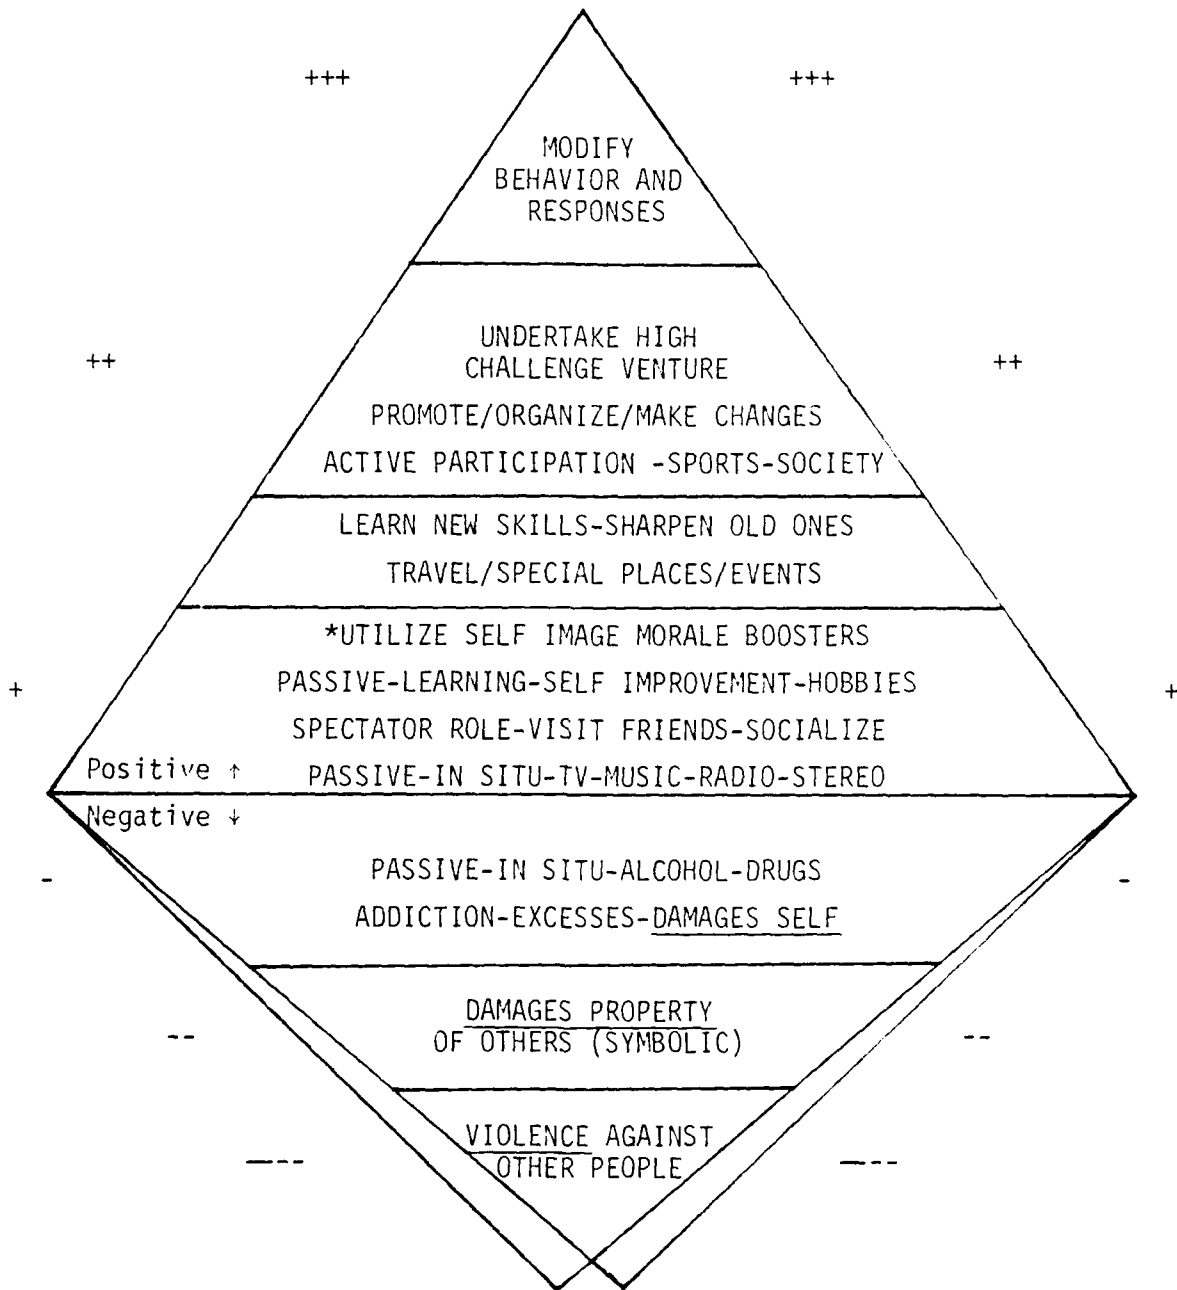 +++ +++
MODIFY
BEHAVIOR AND
RESPONSES
UNDERTAKE HIGH
++ CHALLENGE VENTURE ++
PROMOTE/ORGANIZE/MAKE CHANGES
ACTIVE PARTICIPATION -SPORTS-SOCIETY
LEARN NEW SKILLS-SHARPEN OLD ONES
TRAVEL/SPECIAL PLACES/EVENTS
*UTILIZE SELF IMAGE MORALE BOOSTERS
+ PASSIVE-LEARNING-SELF IMPROVEMENT-HOBBIES +
SPECTATOR ROLE-VISIT FRIENDS-SOCIALIZE
Positive ↑ PASSIVE-IN SITU-TV-MUSIC-RADIO-STEREO
Negative ↓
- PASSIVE-IN SITU-ALCOHOL-DRUGS -
ADDICTION-EXCESSES-DAMAGES SELF
DAMAGES PROPERTY
-- OF OTHERS (SYMBOLIC) --
VIOLENCE AGAINST
---- OTHER PEOPLE ----